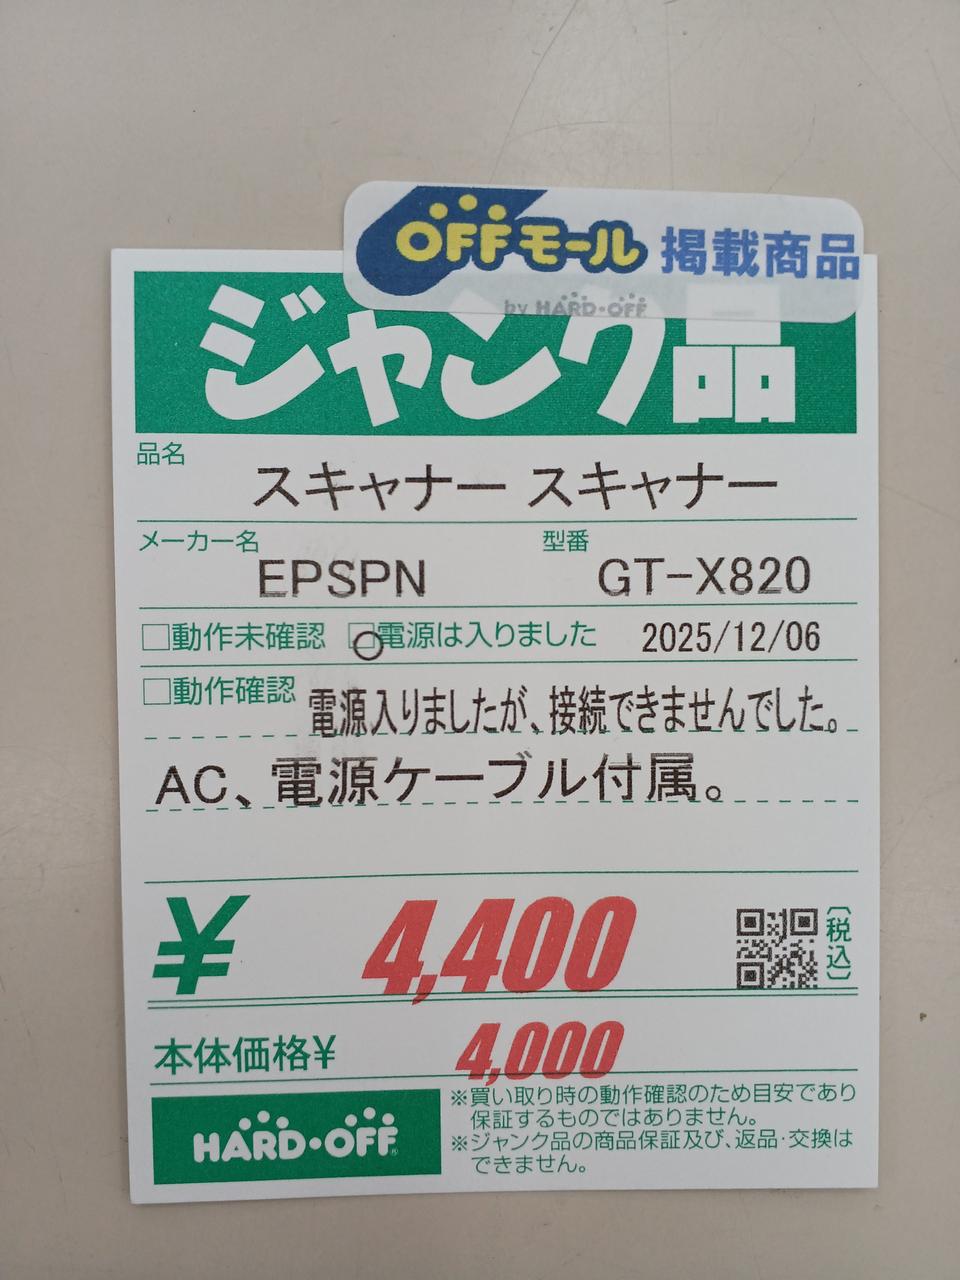 OFFモール 掲載商品
by HARD・OFF
ジャンク品
品名
スキャナー スキャナー
メーカー名 型番
EPSPN GT-X820
□動作未確認 □電源は入りました 2025/12/06
□動作確認 電源入りましたが、接続できませんでした。
AC、電源ケーブル付属。
¥ 4,400 (税込)
本体価格¥ 4,000
HARD・OFF®
※買い取り時の動作確認のため目安であり
保証するものではありません。
※ジャンク品の商品保証及び、返品・交換は
できません。